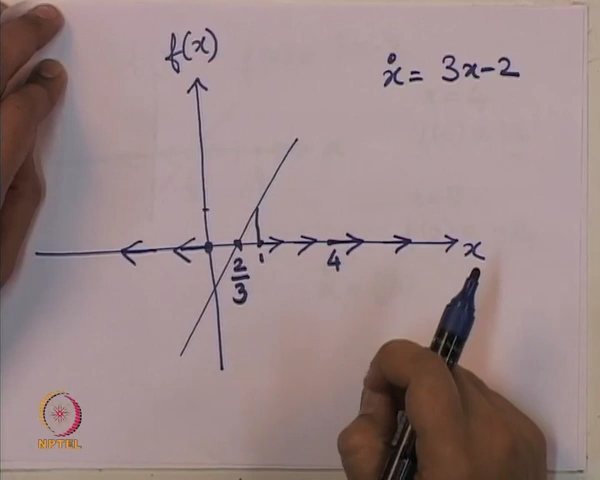 f(x)
ẋ = 3x-2
2/3 1 4 x
NPTEL